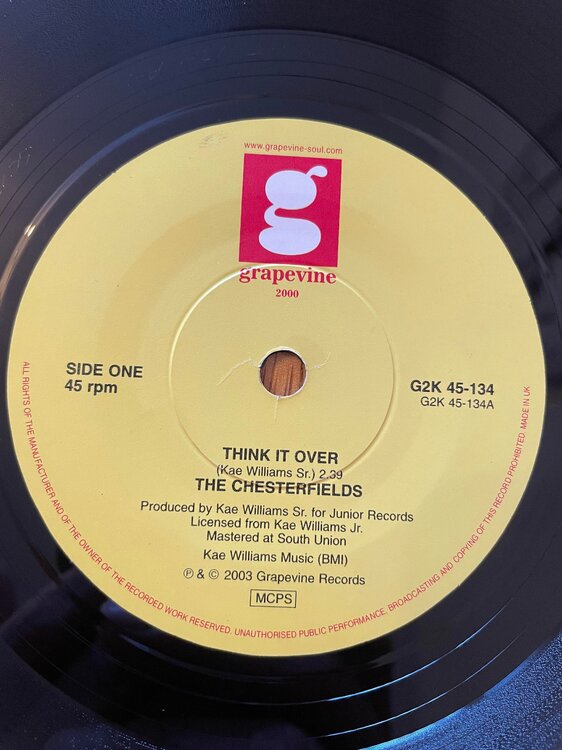 www.grapevine-soul.com
g
grapevine
2000
SIDE ONE
45 rpm
G2K 45-134
G2K 45-134A
THINK IT OVER
(Kae Williams Sr.) 2.39
THE CHESTERFIELDS
Produced by Kae Williams Sr. for Junior Records
Licensed from Kae Williams Jr.
Mastered at South Union
Kae Williams Music (BMI)
℗ & © 2003 Grapevine Records
MCPS
ALL RIGHTS OF THE MANUFACTURER AND OF THE OWNER OF THE RECORDED WORK RESERVED. UNAUTHORISED PUBLIC PERFORMANCE, BROADCASTING AND COPYING OF THIS RECORD PROHIBITED. MADE IN UK